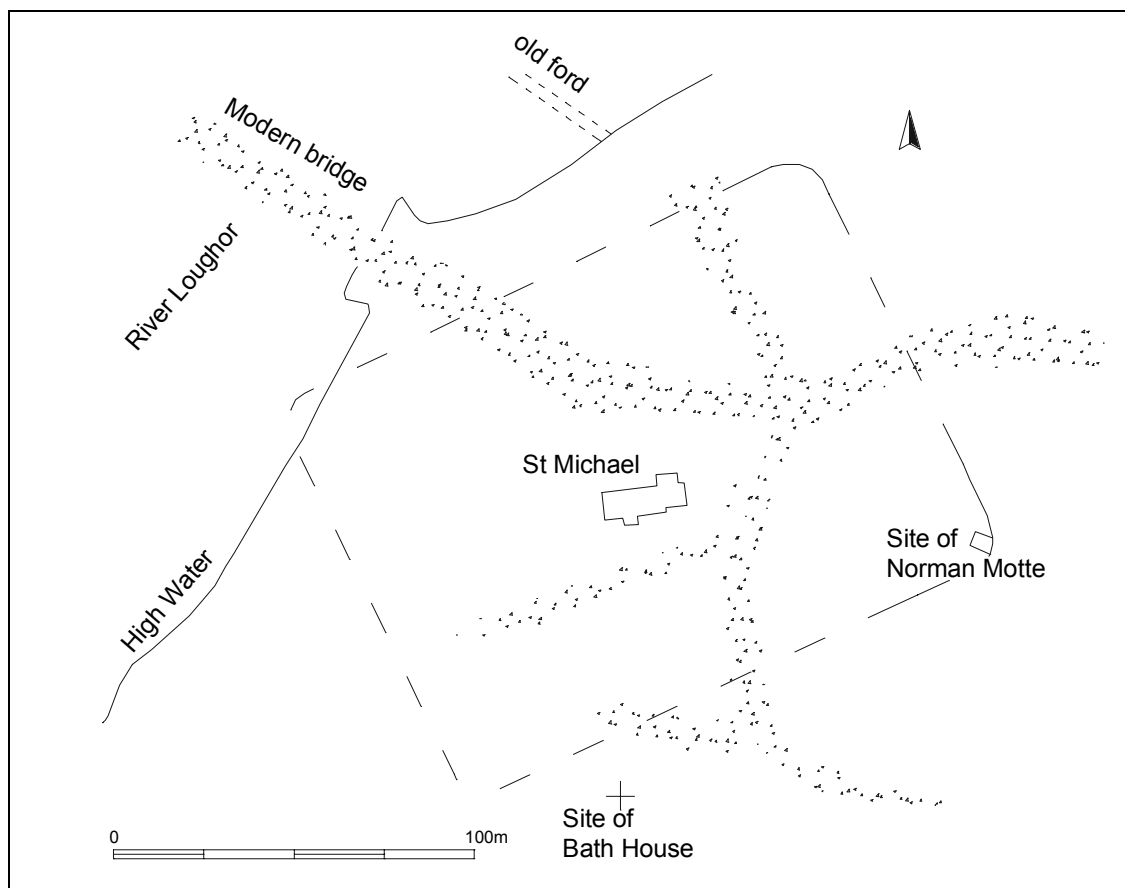 old ford
Modern bridge
River Loughor
St Michael
Site of
Norman Motte
High Water
Site of
Bath House
0 100m